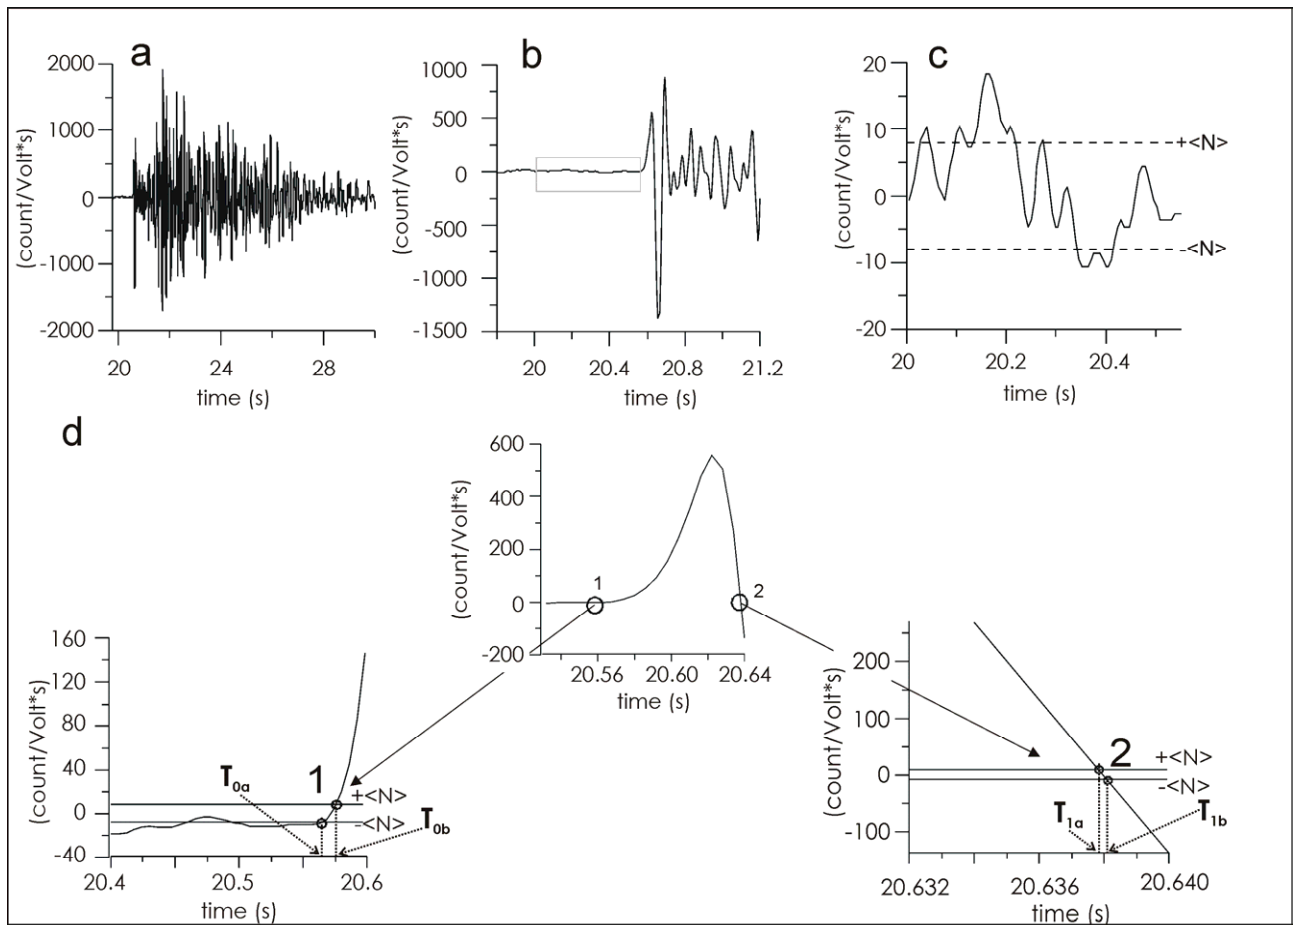 a
2000
1000
0
-1000
-2000
(count/Volt*s)
20
24
28
time (s)
b
1000
500
0
-500
-1000
-1500
(count/Volt*s)
20
20.4
20.8
21.2
time (s)
c
20
10
0
-10
-20
(count/Volt*s)
+<N>
-<N>
20
20.2
20.4
time (s)
d
600
400
200
0
-200
(count/Volt*s)
1
2
20.56
20.60
20.64
time (s)
160
120
80
40
0
-40
(count/Volt*s)
1
T0a
T0b
+<N>
-<N>
20.4
20.5
20.6
time (s)
200
100
0
-100
(count/Volt*s)
2
+<N>
-<N>
T1a
T1b
20.632
20.636
20.640
time (s)